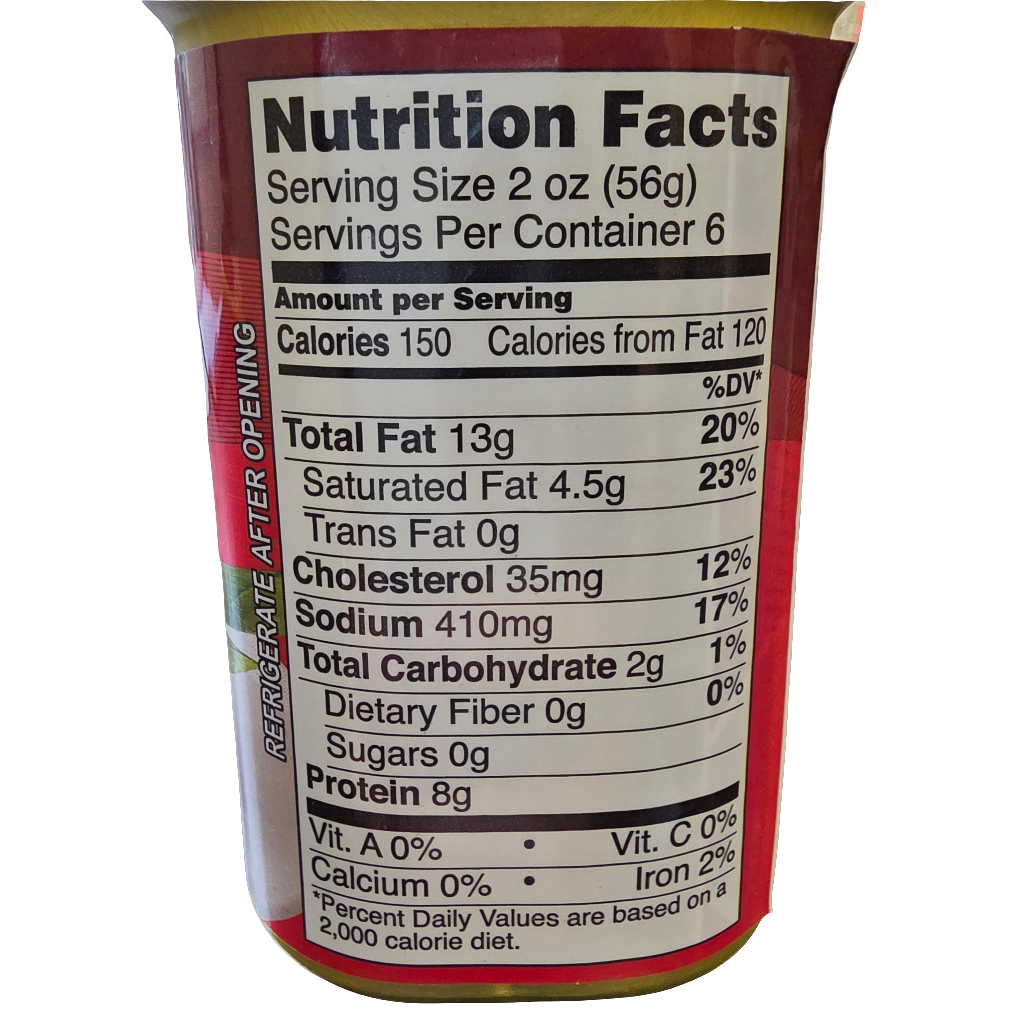 Nutrition Facts
Serving Size 2 oz (56g)
Servings Per Container 6
Amount per Serving
Calories 150 Calories from Fat 120
%DV*
Total Fat 13g 20%
Saturated Fat 4.5g 23%
Trans Fat 0g
Cholesterol 35mg 12%
Sodium 410mg 17%
Total Carbohydrate 2g 1%
Dietary Fiber 0g 0%
Sugars 0g
Protein 8g
Vit. A 0% • Vit. C 0%
Calcium 0% • Iron 2%
*Percent Daily Values are based on a
2,000 calorie diet.
REFRIGERATE AFTER OPENING